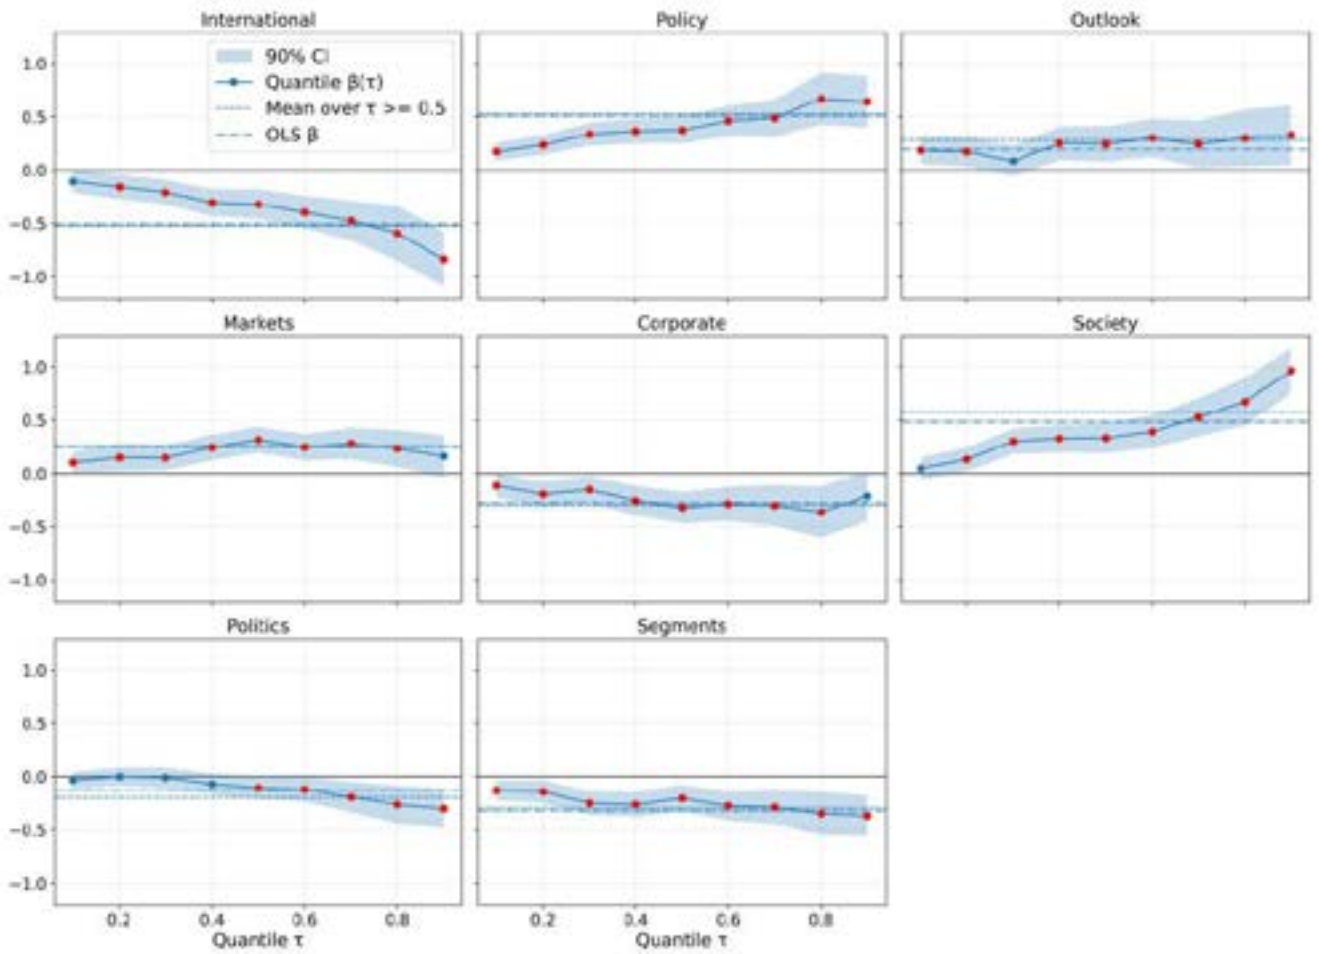 International
Policy
Outlook
90% CI
Quantile β(τ)
Mean over τ >= 0.5
OLS β
1.0
0.5
0.0
−0.5
−1.0
Markets
Corporate
Society
1.0
0.5
0.0
−0.5
−1.0
Politics
Segments
1.0
0.5
0.0
−0.5
−1.0
0.2 0.4 0.6 0.8
0.2 0.4 0.6 0.8
Quantile τ
Quantile τ